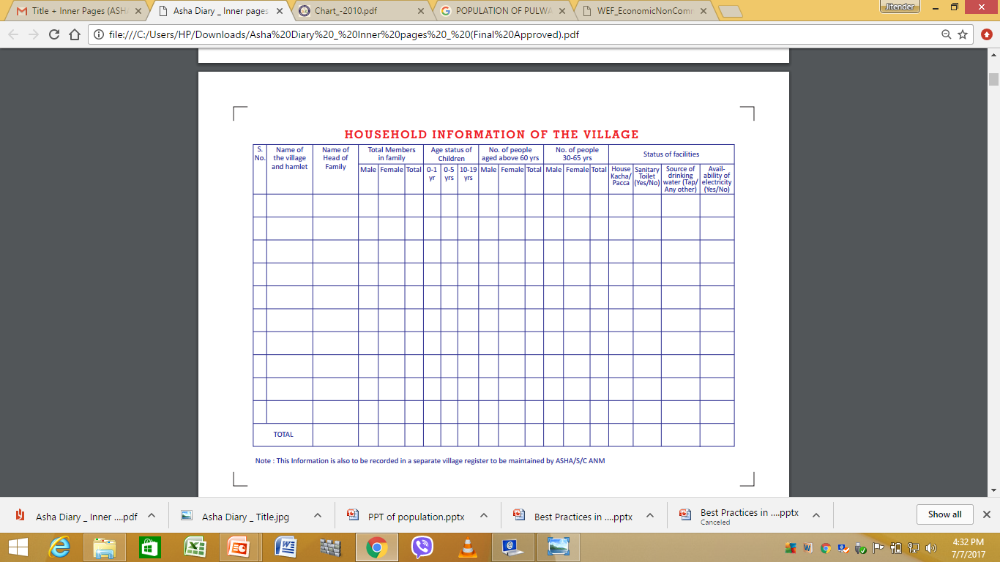 Title + Inner Pages (ASH
Asha Diary _ Inner pages
Chart_-2010.pdf
POPULATION OF PULWA
WEF_EconomicNonCom
Jitender
file:///C:/Users/HP/Downloads/Asha%20Diary%20_%20Inner%20pages%20_%20(Final%20Approved).pdf
HOUSEHOLD INFORMATION OF THE VILLAGE
S. No.
Name of the village and hamlet
Name of Head of Family
Total Members in family
Age status of Children
No. of people aged above 60 yrs
No. of people 30-65 yrs
Status of facilities
Male Female Total
0-1 yr
0-5 yrs
10-19 yrs
Male Female Total
Male Female Total
House Kacha/ Pacca
Sanitary Toilet (Yes/No)
Source of drinking water (Tap/ Any other)
Avail- ability of electricity (Yes/No)
TOTAL
Note : This Information is also to be recorded in a separate village register to be maintained by ASHA/S/C ANM
Asha Diary _ Inner ....pdf
Asha Diary _ Title.jpg
PPT of population.pptx
Best Practices in ....pptx
Best Practices in ....pptx
Canceled
Show all
4:32 PM
7/7/2017